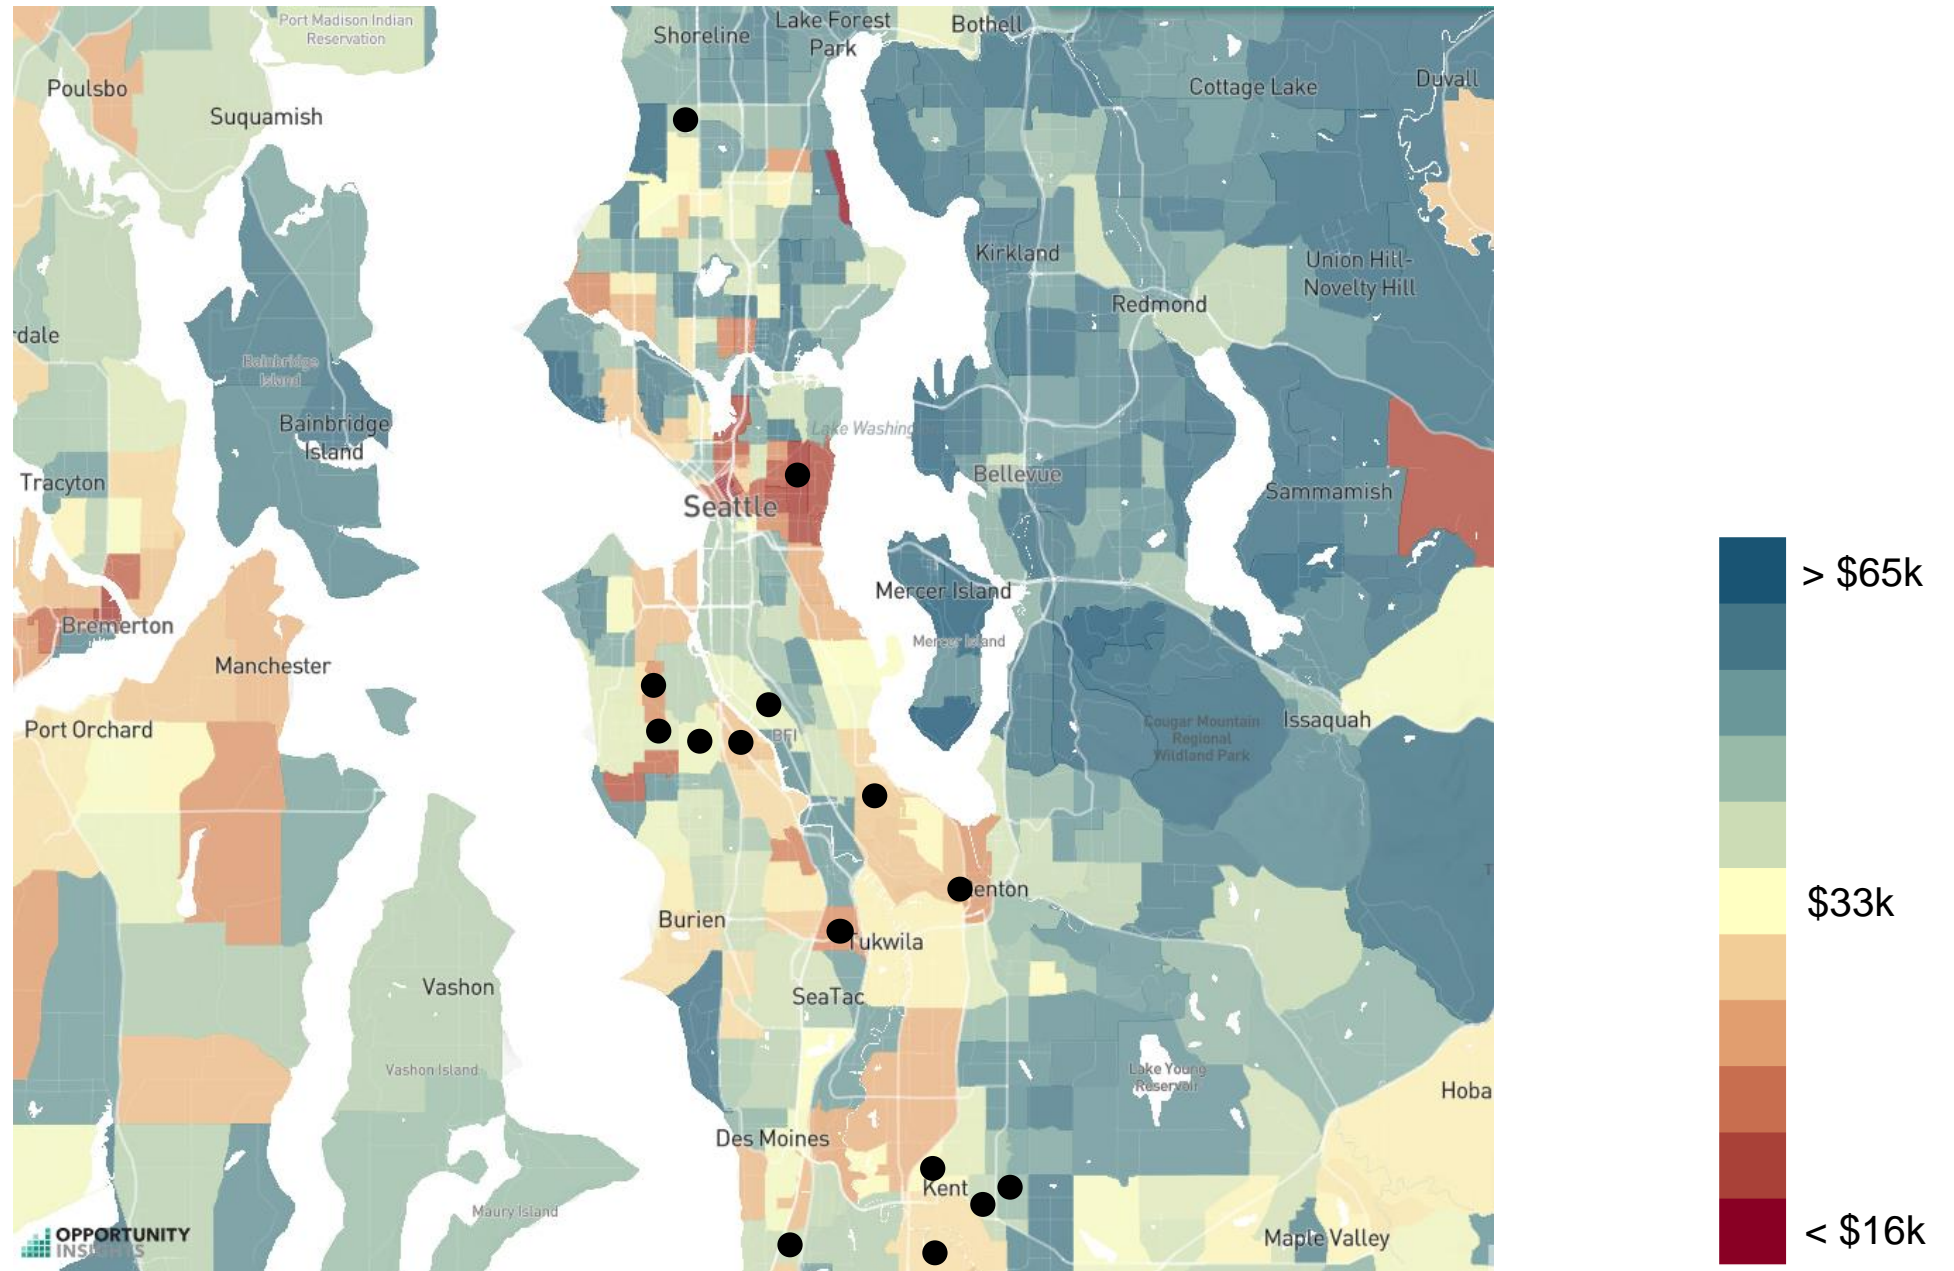 Port Madison Indian
Reservation
Shoreline
Lake Forest
Park
Bothell
Poulsbo
Suquamish
Cottage Lake
Duvall
Kirkland
Union Hill-
Novelty Hill
Redmond
rdale
Bainbridge
Island
Bainbridge
Island
Lake Washing
Tracyton
Bellevue
Sammamish
Seattle
> $65k
Mercer Island
Bremerton
Mercer Island
Manchester
Port Orchard
BFI
Cougar Mountain
Regional
Wildland Park
Issaquah
enton
$33k
Burien
Tukwila
Vashon
SeaTac
Vashon Island
Lake Young
Reservoir
Hoba
Des Moines
Kent
Maury Island
OPPORTUNITY
INSIGHTS
Maple Valley
< $16k